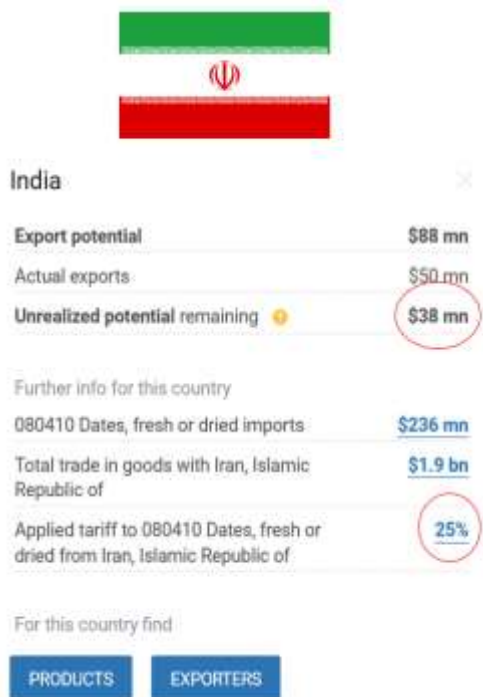 India
Export potential $88 mn
Actual exports $50 mn
Unrealized potential remaining $38 mn
Further info for this country
080410 Dates, fresh or dried imports $236 mn
Total trade in goods with Iran, Islamic $1.9 bn
Republic of
Applied tariff to 080410 Dates, fresh or 25%
dried from Iran, Islamic Republic of
For this country find
PRODUCTS EXPORTERS